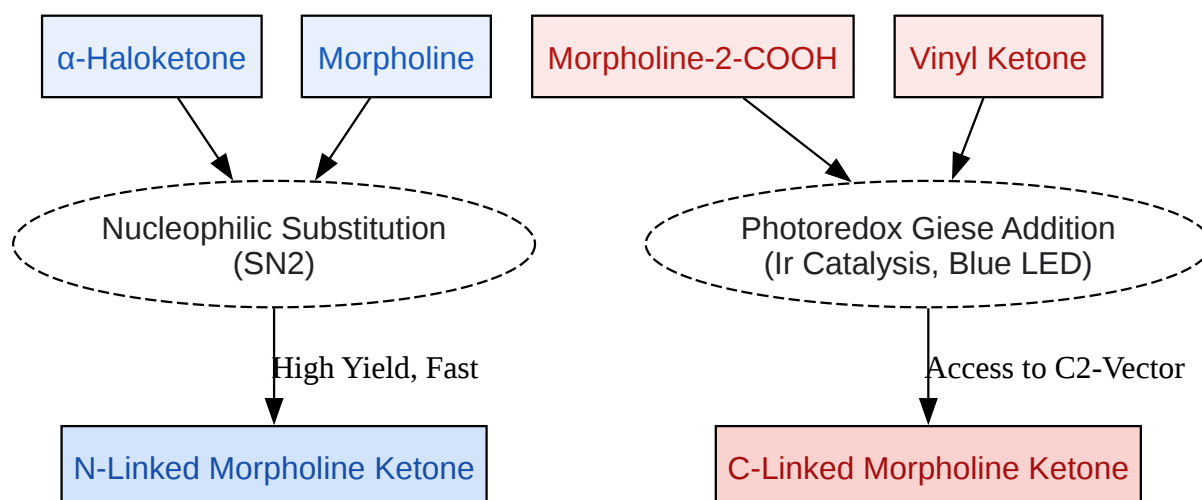 α-Haloketone
Morpholine
Morpholine-2-COOH
Vinyl Ketone
Nucleophilic Substitution
(SN2)
Photoredox Giese Addition
(Ir Catalysis, Blue LED)
High Yield, Fast
Access to C2-Vector
N-Linked Morpholine Ketone
C-Linked Morpholine Ketone